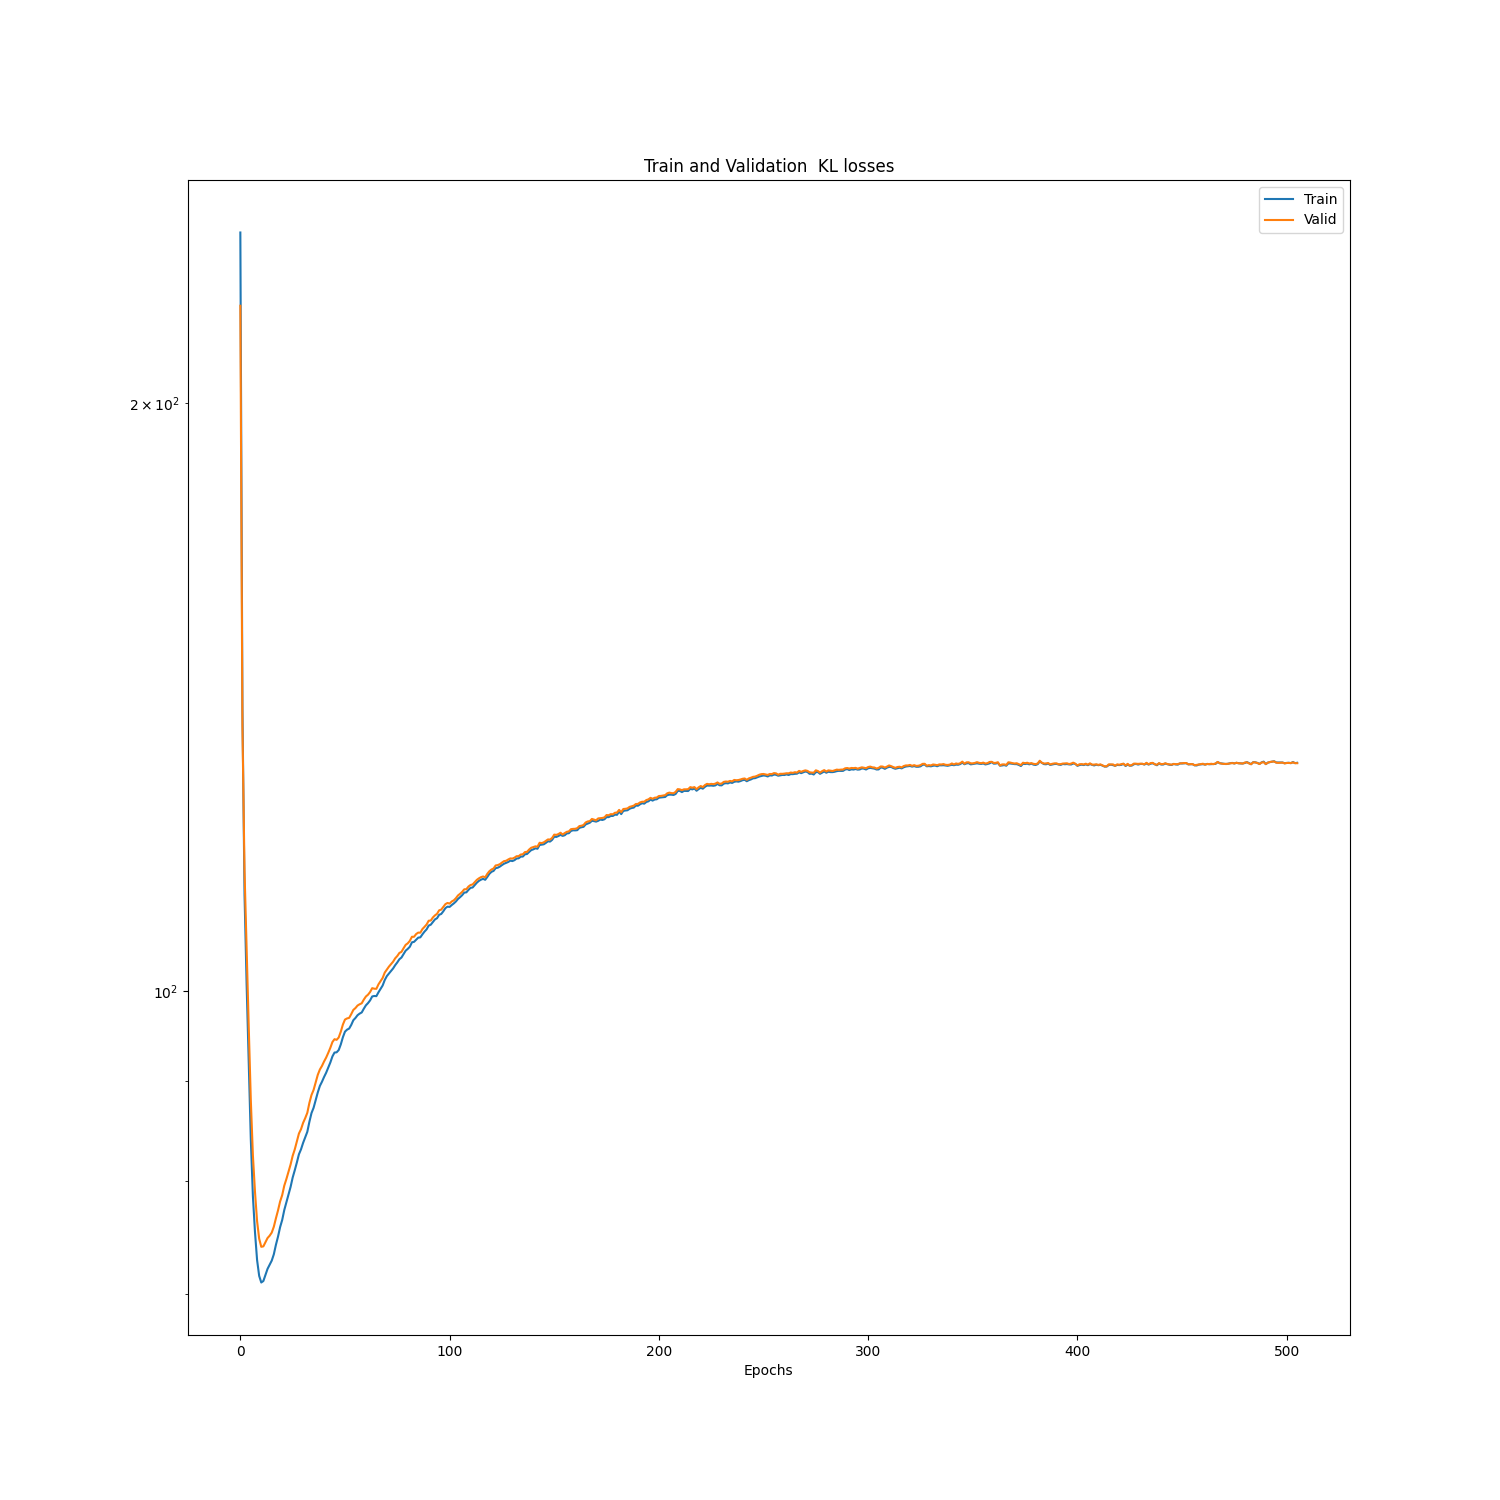 Train and Validation  KL losses
Train
Valid
2 × 10²
10²
0 100 200 300 400 500
Epochs